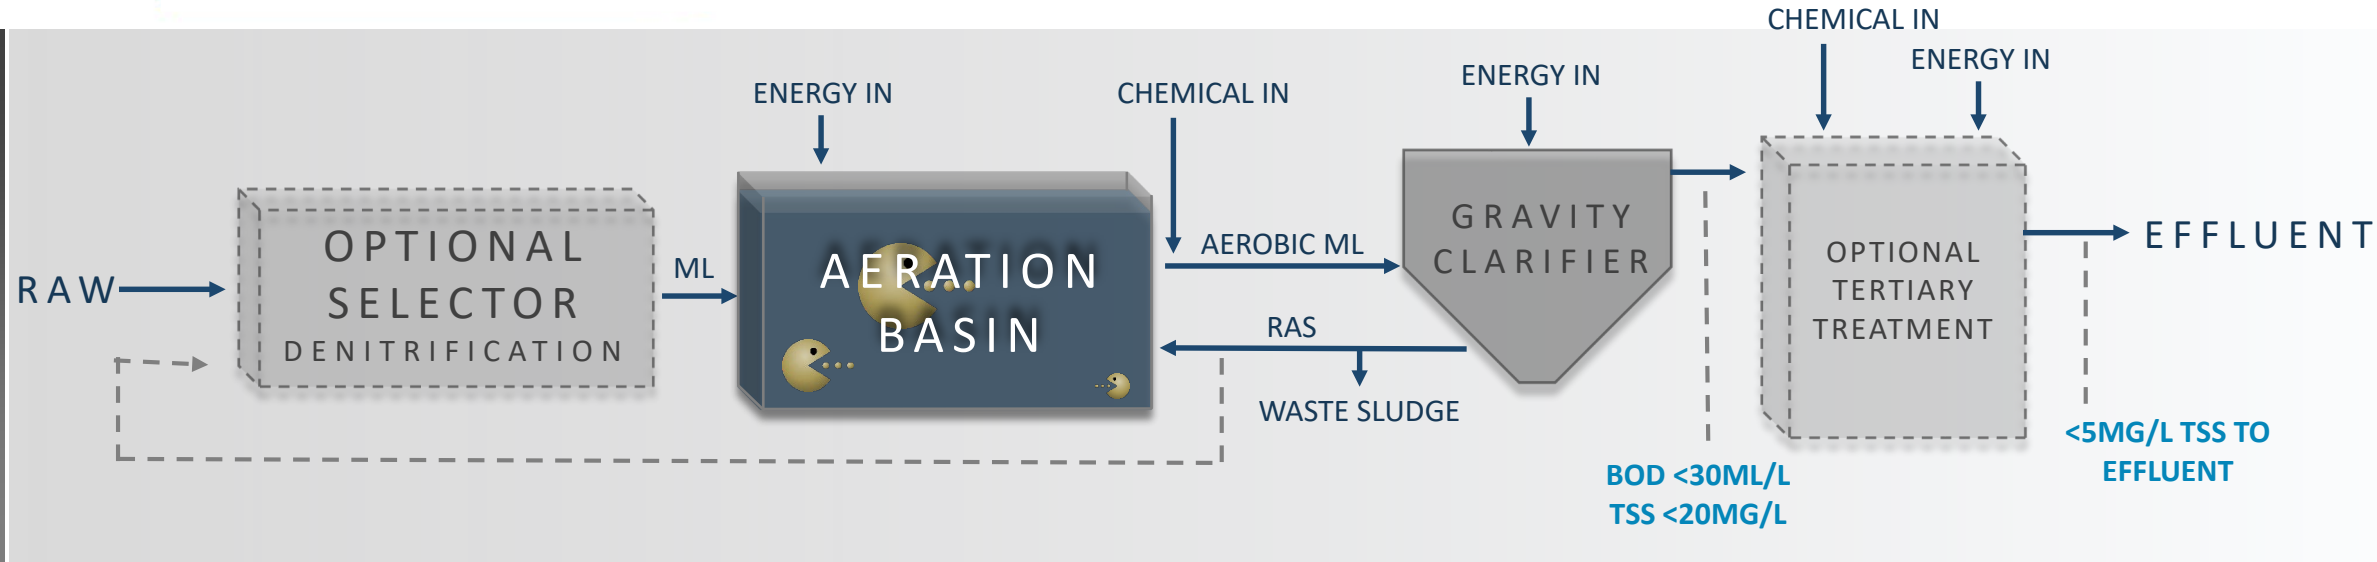 CHEMICAL IN
ENERGY IN
ENERGY IN
ENERGY IN
CHEMICAL IN
RAW
OPTIONAL
SELECTOR
DENITRIFICATION
ML
AERATION
BASIN
AEROBIC ML
RAS
WASTE SLUDGE
GRAVITY
CLARIFIER
OPTIONAL
TERTIARY
TREATMENT
EFFLUENT
BOD <30ML/L
TSS <20MG/L
<5MG/L TSS TO
EFFLUENT